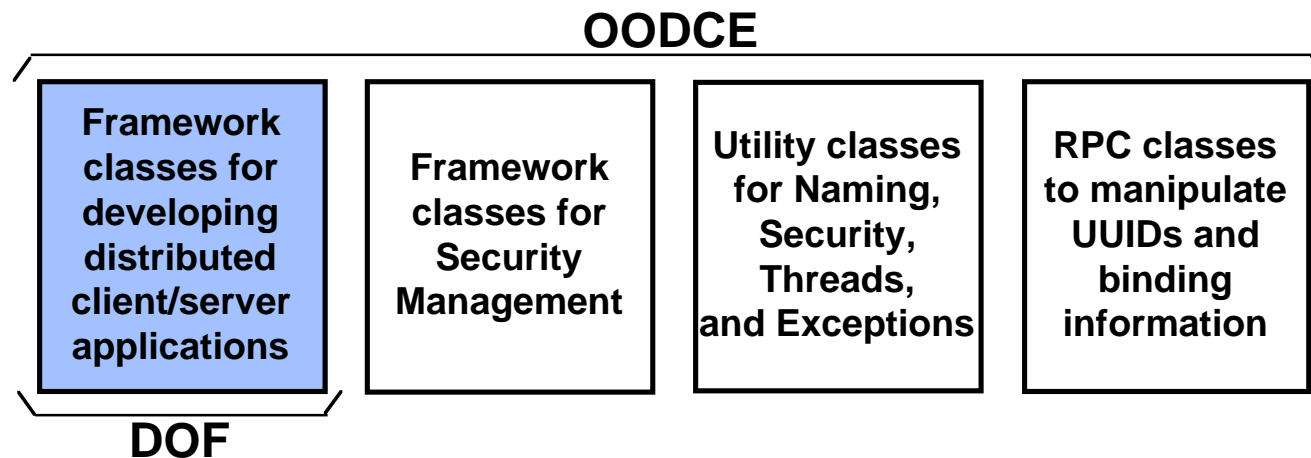 OODCE
Framework
classes for
developing
distributed
client/server
applications
Framework
classes for
Security
Management
Utility classes
for Naming,
Security,
Threads,
and Exceptions
RPC classes
to manipulate
UUIDs and
binding
information
DOF